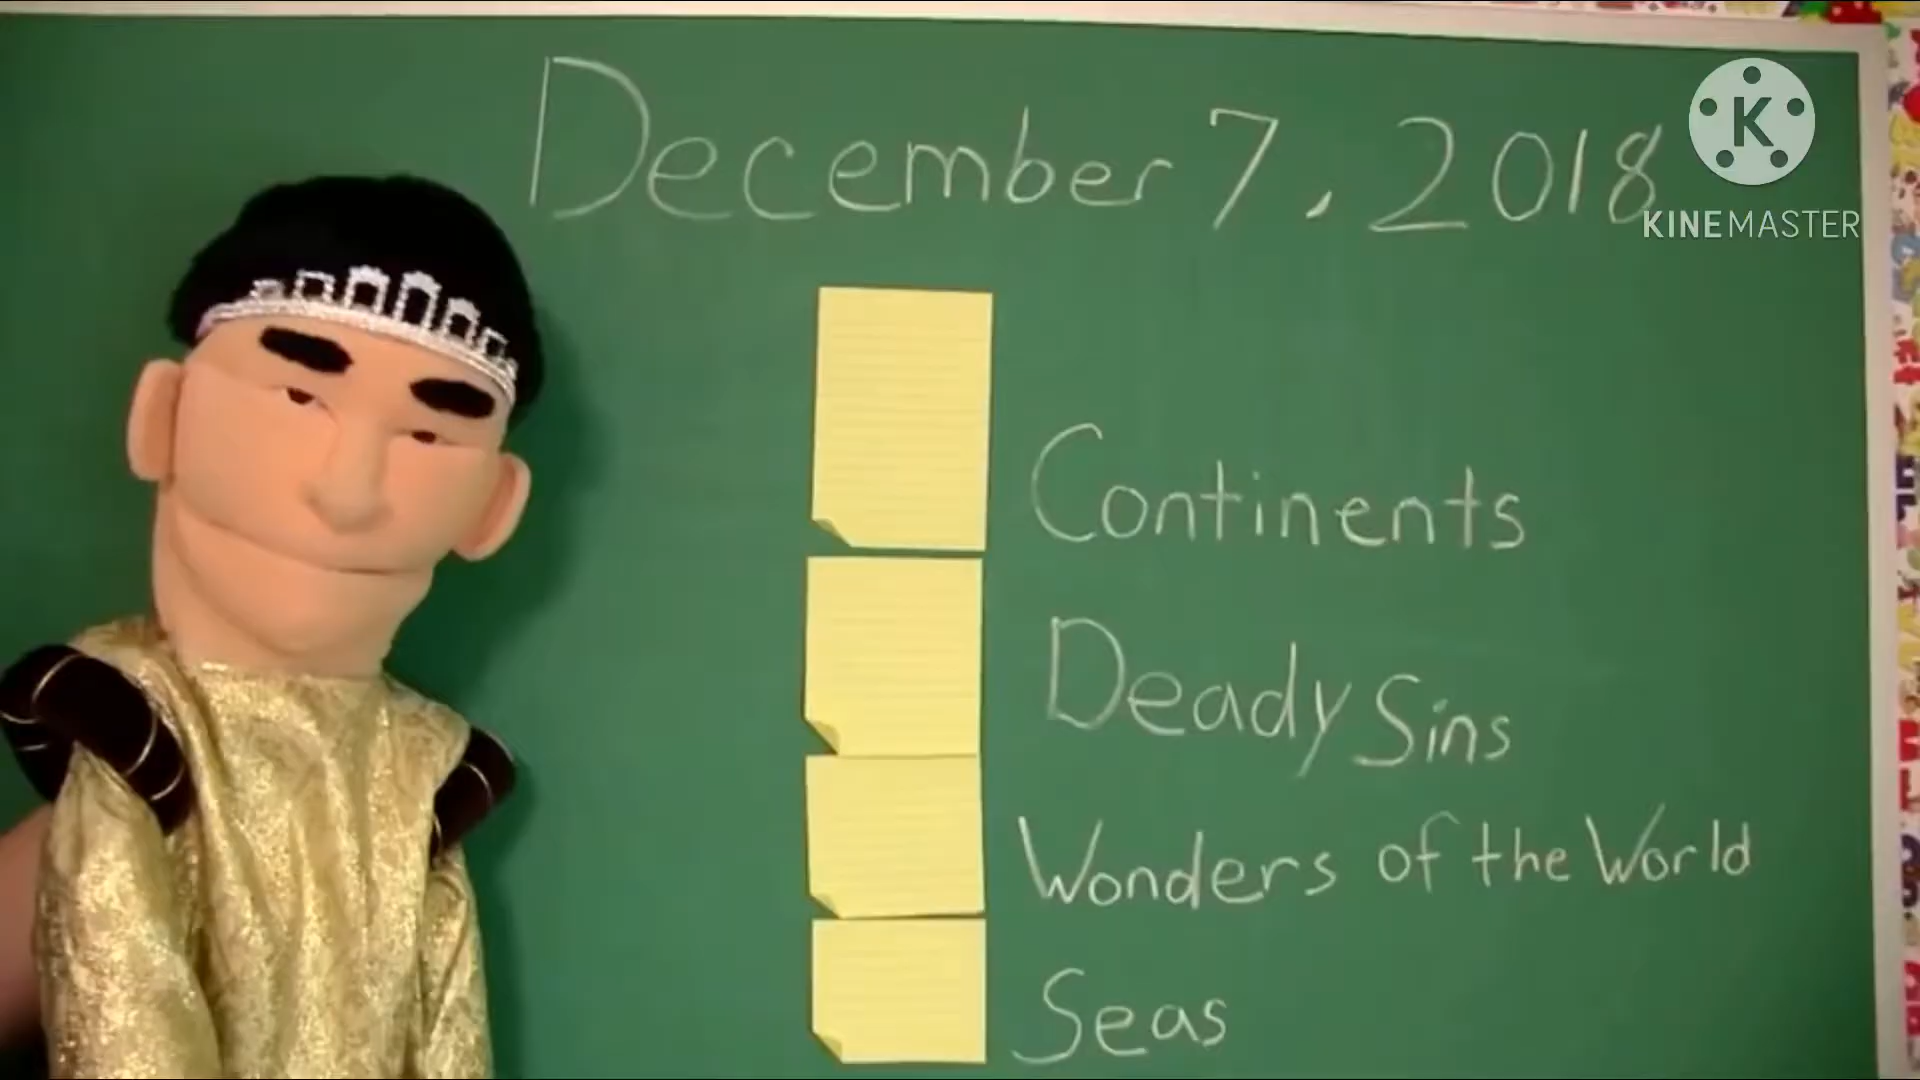 December 7, 2018
KINEMASTER
Continents
Deady Sins
Wonders of the World
Seas